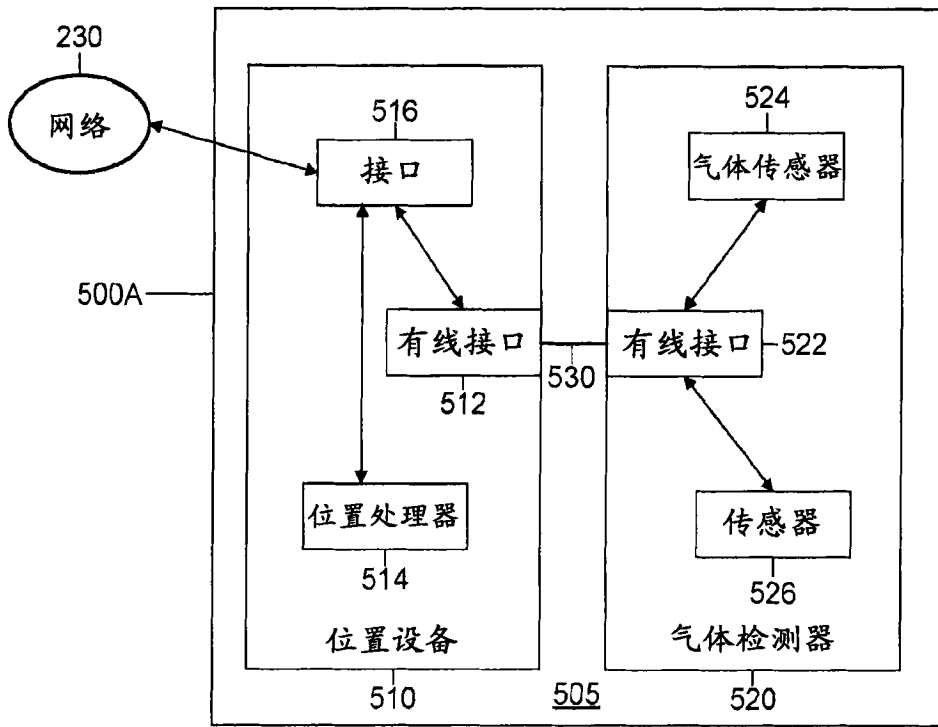 230
网络
500A
516
接口
524
气体传感器
有线接口
512
530
有线接口
522
位置处理器
514
传感器
526
位置设备
气体检测器
510
505
520